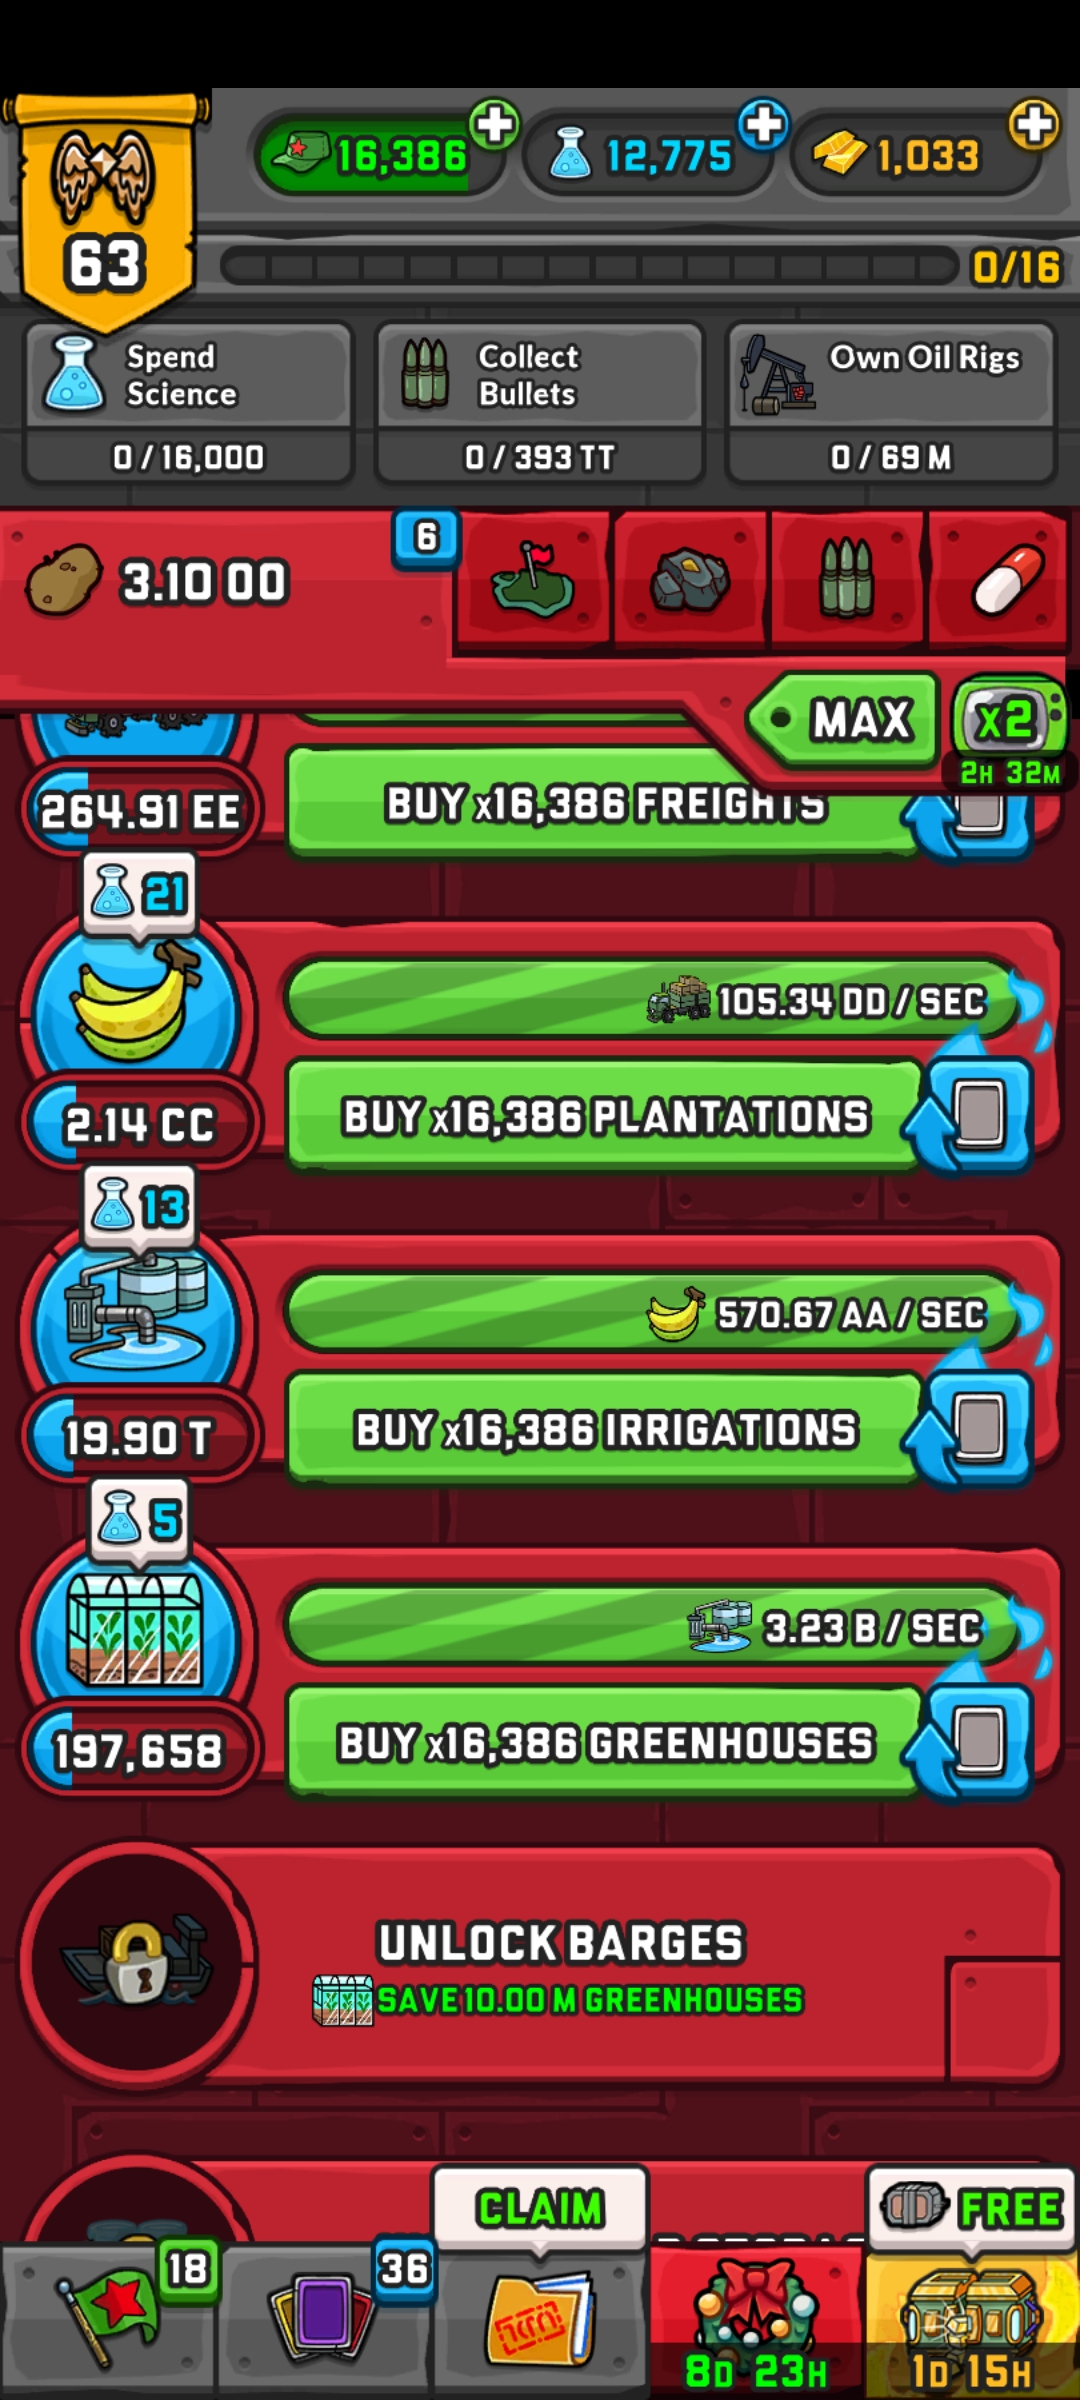 16,386
12,775
1,033
63
0/16
Spend
Science
0 / 16,000
Collect
Bullets
0 / 393 TT
Own Oil Rigs
0 / 69 M
3.10 OO
6
MAX
x2
2H 32M
264.91 EE
BUY x16,386 FREIGHTS
21
105.34 DD / SEC
2.14 CC
BUY x16,386 PLANTATIONS
13
570.67 AA / SEC
19.90 T
BUY x16,386 IRRIGATIONS
5
3.23 B / SEC
197,658
BUY x16,386 GREENHOUSES
UNLOCK BARGES
SAVE 10.00 M GREENHOUSES
CLAIM
FREE
18
36
8D 23H
1D 15H